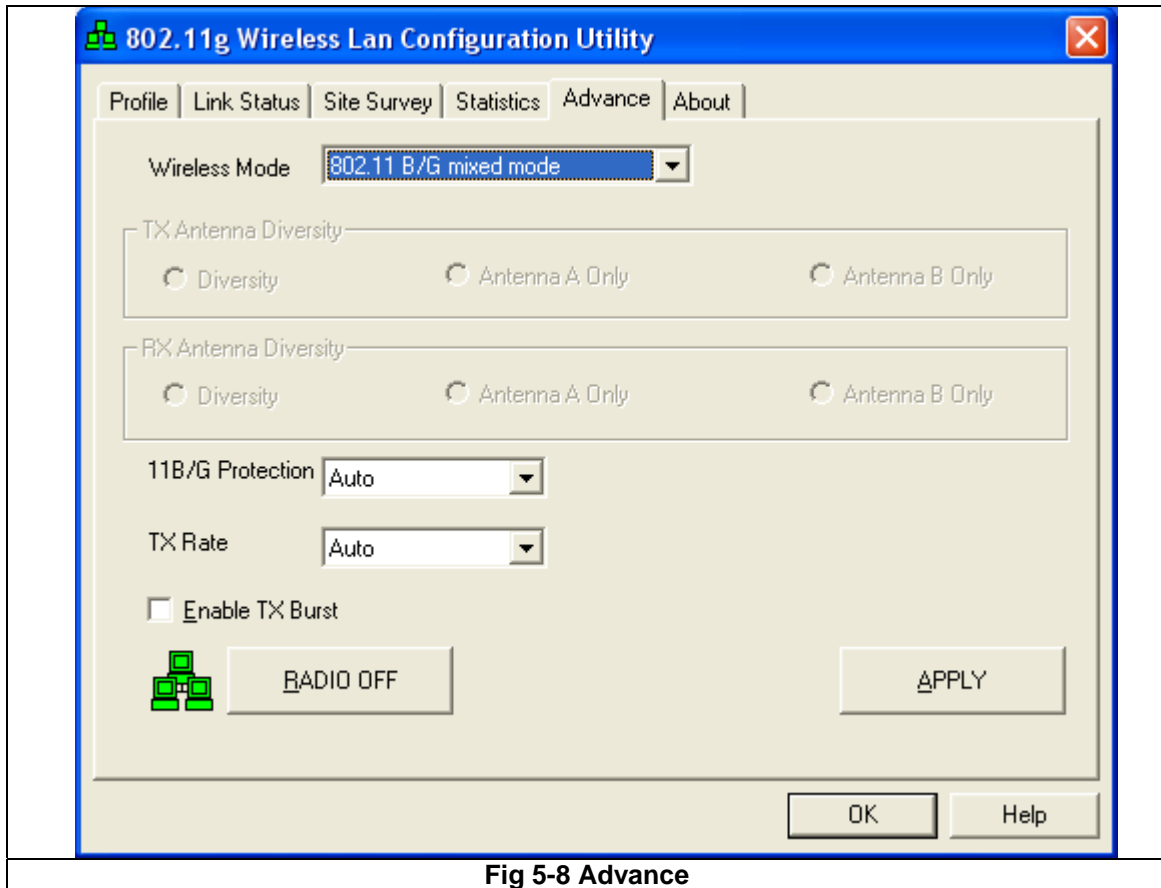 802.11g Wireless Lan Configuration Utility
Profile Link Status Site Survey Statistics Advance About
Wireless Mode 802.11 B/G mixed mode
TX Antenna Diversity
Diversity Antenna A Only Antenna B Only
RX Antenna Diversity
Diversity Antenna A Only Antenna B Only
11B/G Protection Auto
TX Rate Auto
Enable TX Burst
RADIO OFF APPLY
OK Help
Fig 5-8 Advance